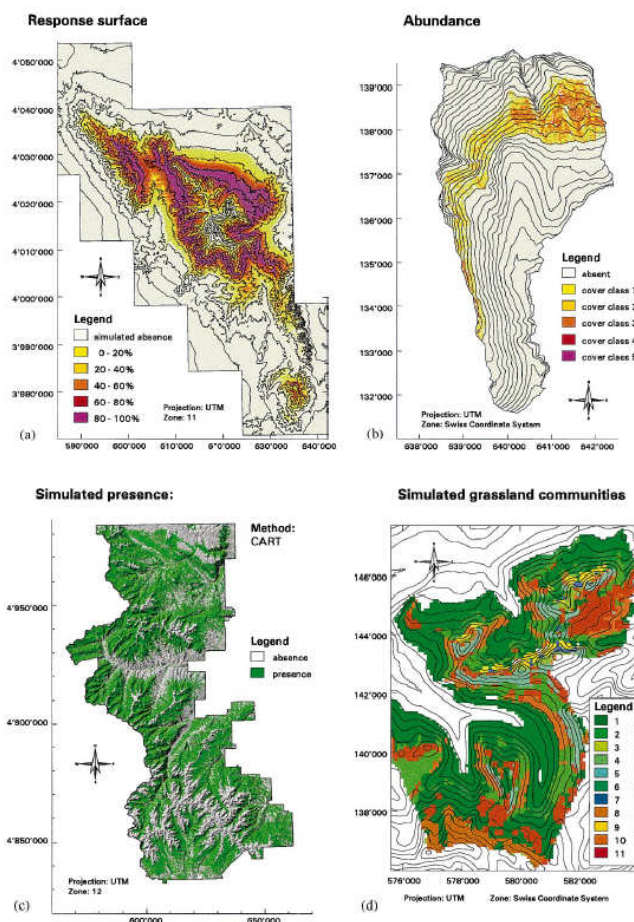 Response surface
4'050'000
4'040'000
4'030'000
4'020'000
4'010'000
4'000'000
3'990'000
3'980'000
Legend
simulated absence
0 - 20%
20 - 40%
40 - 60%
60 - 80%
80 - 100%
Projection: UTM
Zone: 11
(a)
590'000 600'000 630'000 640'000
Abundance
139'000
138'000
137'000
136'000
135'000
134'000
133'000
132'000
Legend
absent
cover class 1
cover class 2
cover class 3
cover class 4
cover class 5
Projection: UTM
Zone: Swiss Coordinate System
(b)
638'000 639'000 640'000 641'000 642'000
Simulated presence:
Method:
CART
4'950'000
4'900'000
4'850'000
Legend
absence
presence
Projection: UTM
Zone: 12
(c)
600'000 650'000
Simulated grassland communities
146'000
144'000
142'000
140'000
138'000
Legend
1
2
3
4
5
6
7
8
9
10
11
576'000 578'000 580'000 582'000
(d)
Projection: UTM Zone: Swiss Coordinate System